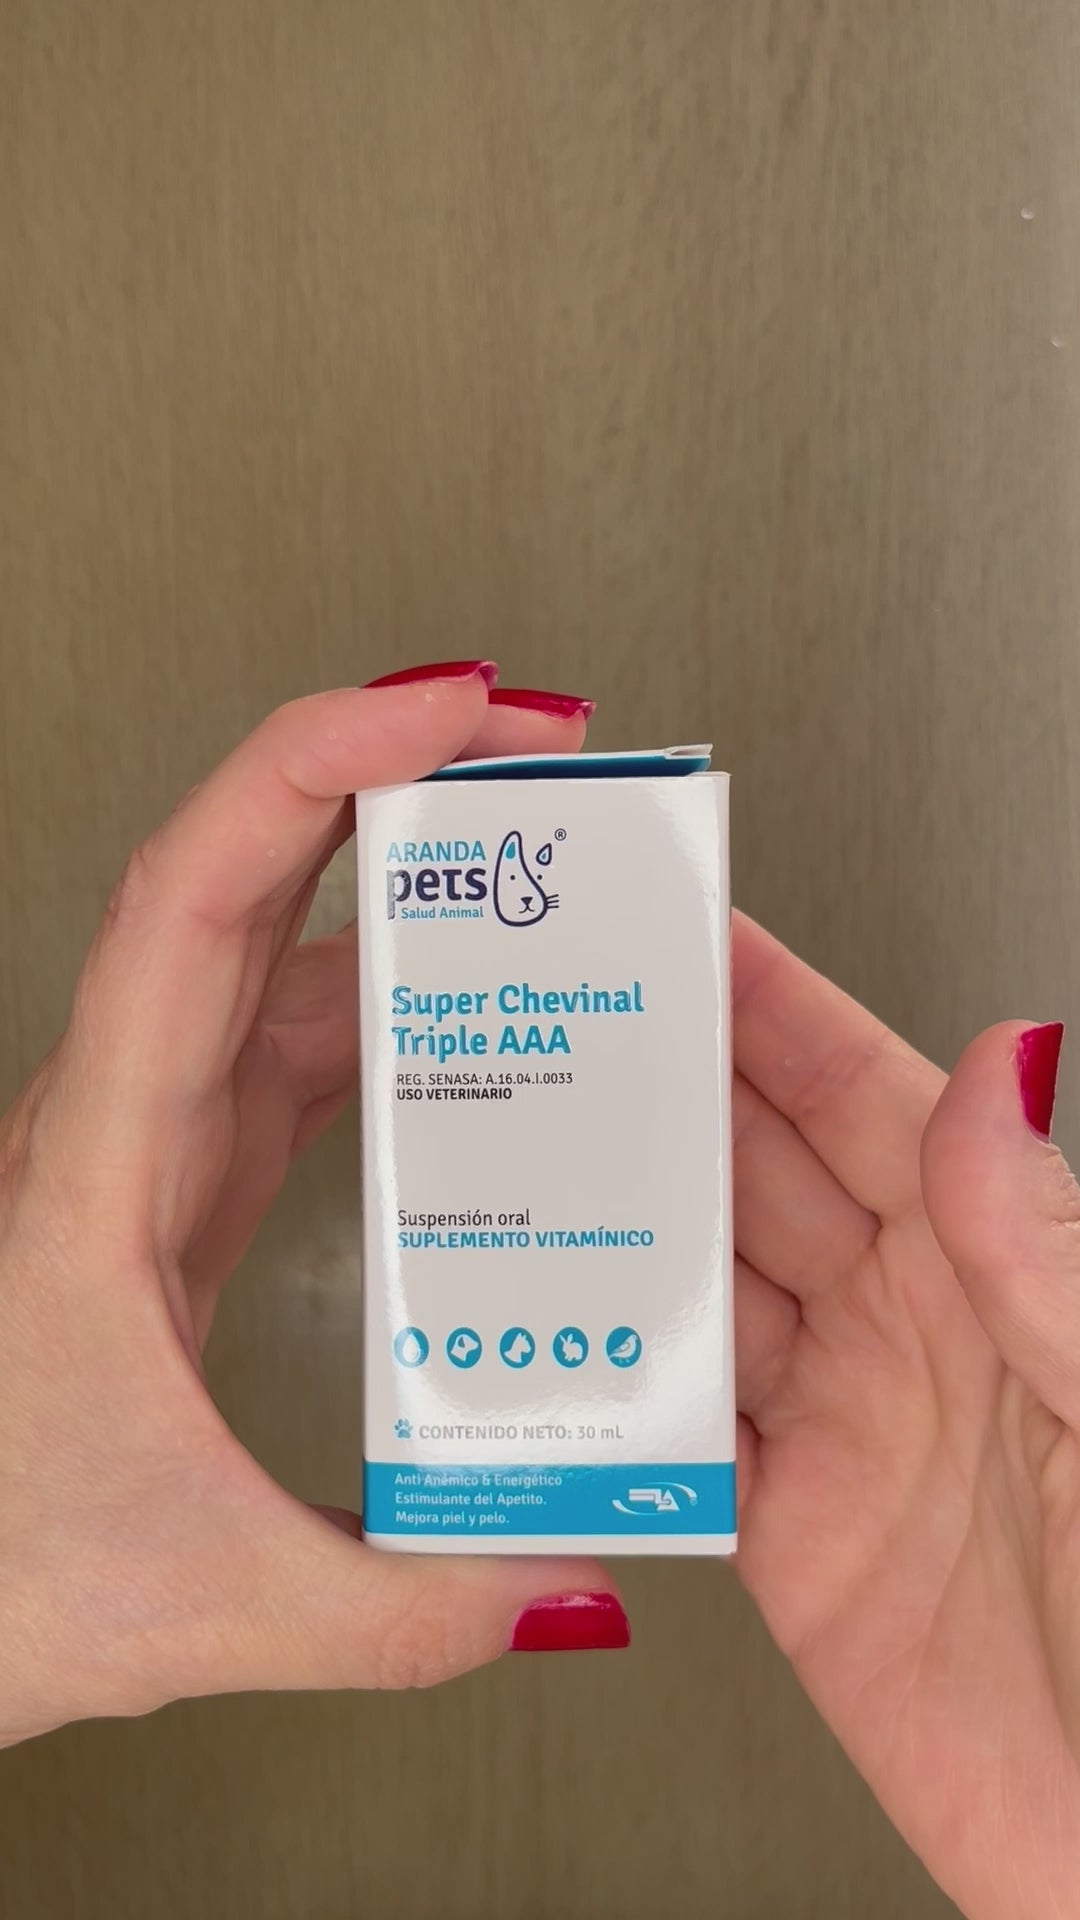 ARANDA
pets
Salud Animal
®
Super Chevinal
Triple AAA
REG. SENASA: A.16.04.I.0033
USO VETERINARIO
Suspensión oral
SUPLEMENTO VITAMÍNICO
CONTENIDO NETO: 30 mL
Anti Anémico & Energético
Estimulante del Apetito.
Mejora piel y pelo.